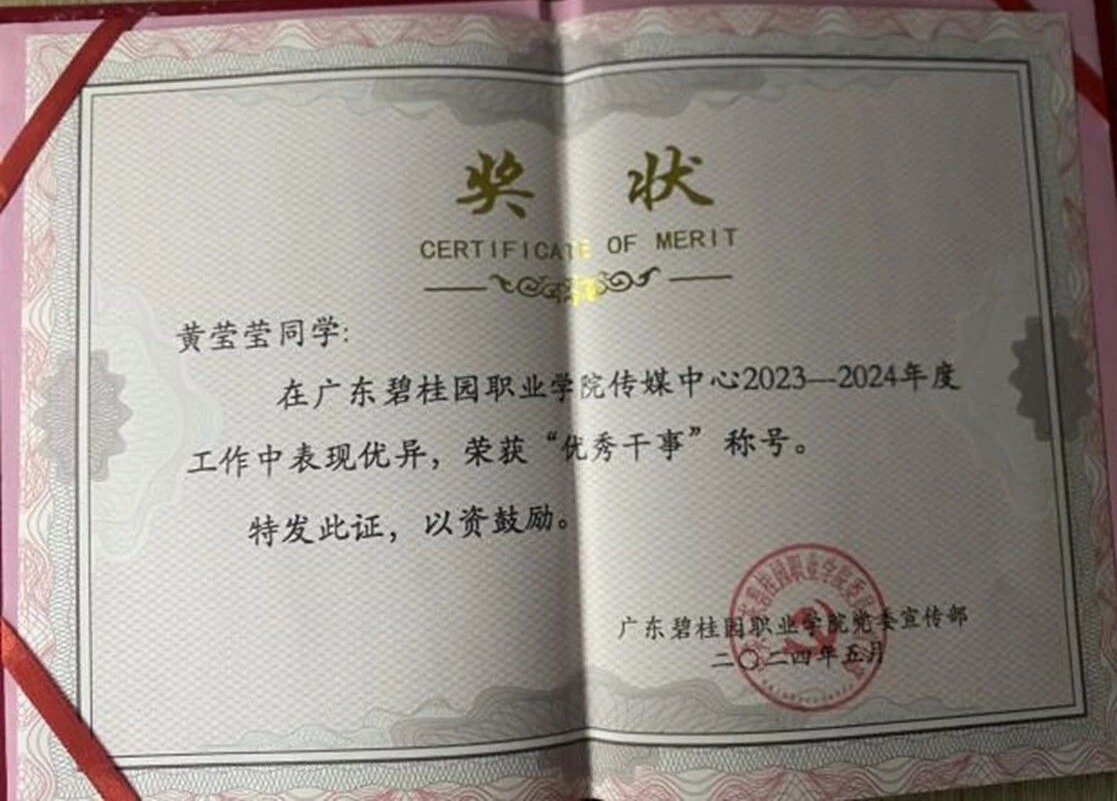 奖 状
CERTIFICATE OF MERIT
黄莹莹同学:
在广东碧桂园职业学院传媒中心2023—2024年度
工作中表现优异，荣获“优秀干事”称号。
特发此证，以资鼓励。
广东碧桂园职业学院党委宣传部
二〇二四年五月